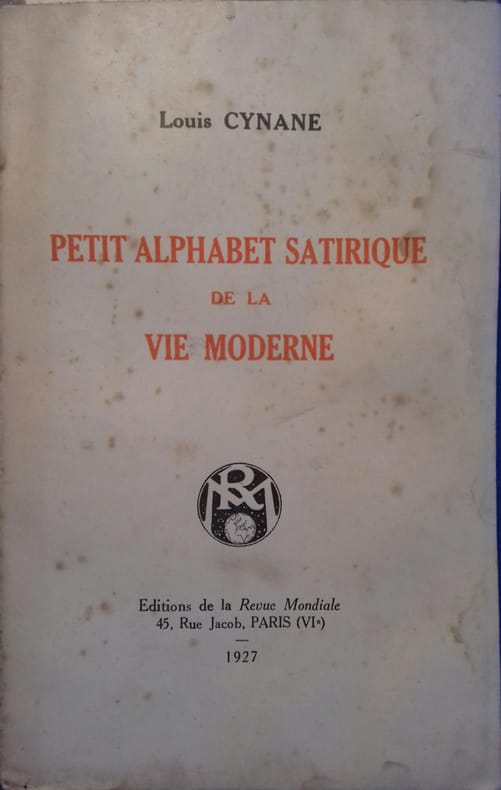 Louis CYNANE
PETIT ALPHABET SATIRIQUE
DE LA
VIE MODERNE
RM
Editions de la Revue Mondiale
45, Rue Jacob, PARIS (VIe)
1927